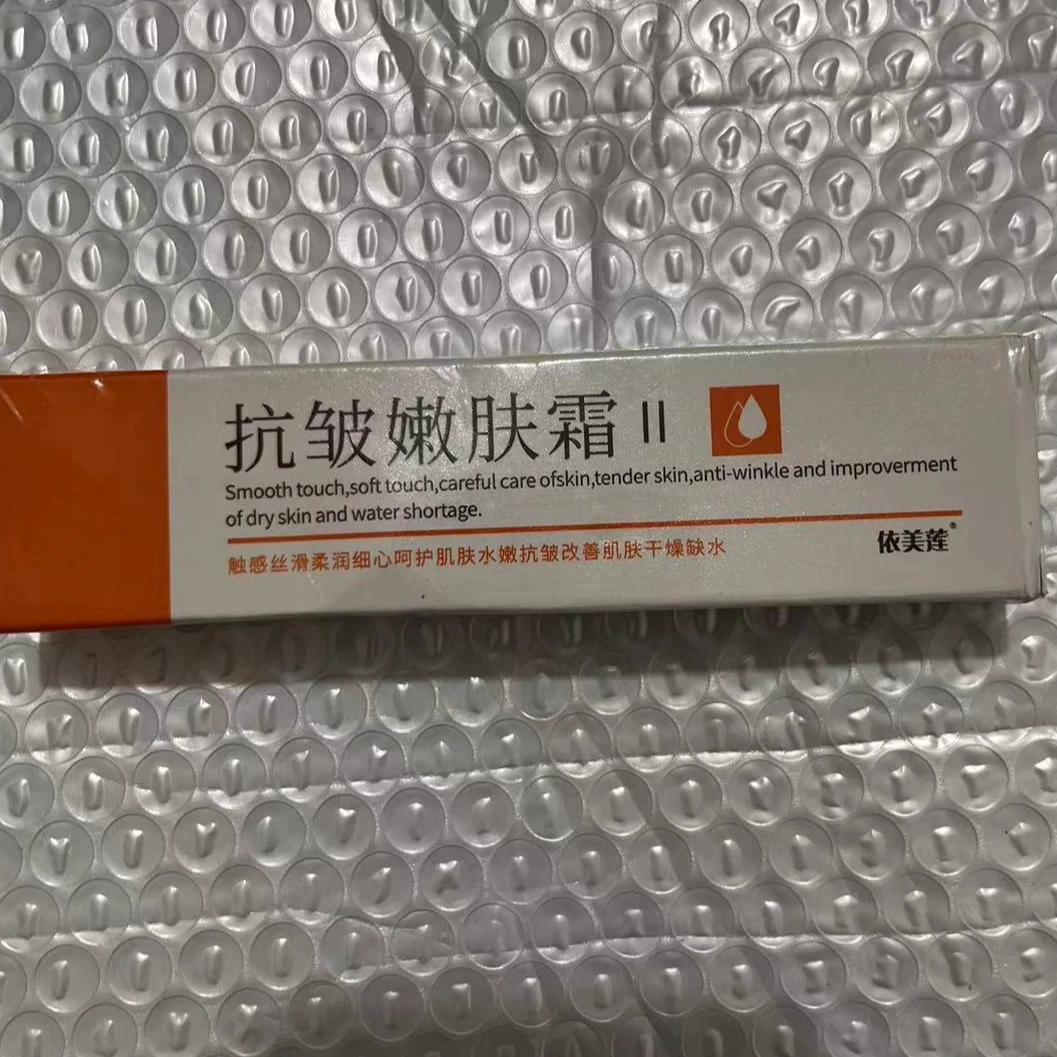 抗皱嫩肤霜 II
Smooth touch,soft touch,careful care ofskin,tender skin,anti-winkle and improverment
of dry skin and water shortage.
触感丝滑柔润细心呵护肌肤水嫩抗皱改善肌肤干燥缺水
依美莲®